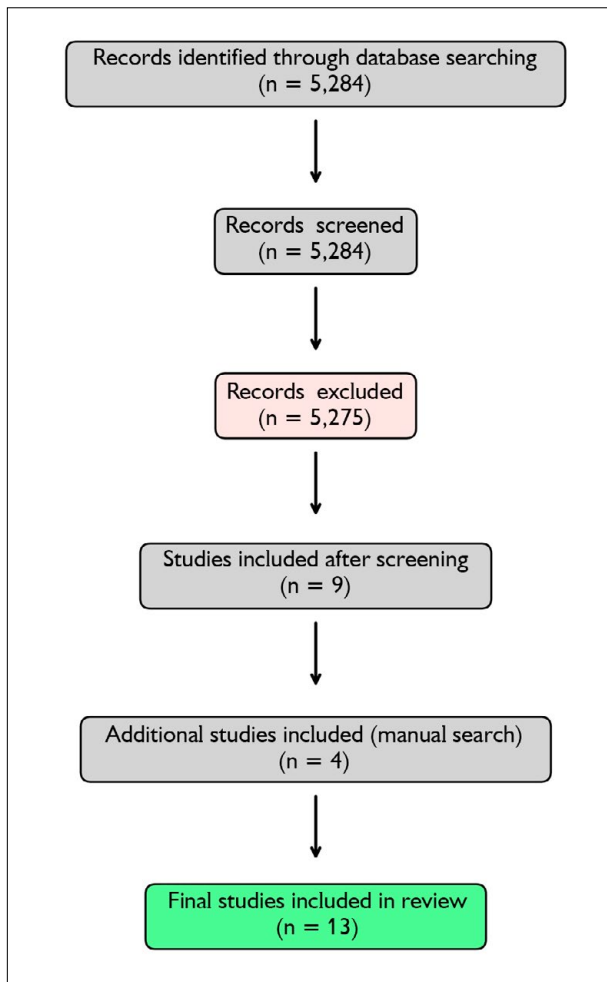 Records identified through database searching
(n = 5,284)
Records screened
(n = 5,284)
Records excluded
(n = 5,275)
Studies included after screening
(n = 9)
Additional studies included (manual search)
(n = 4)
Final studies included in review
(n = 13)